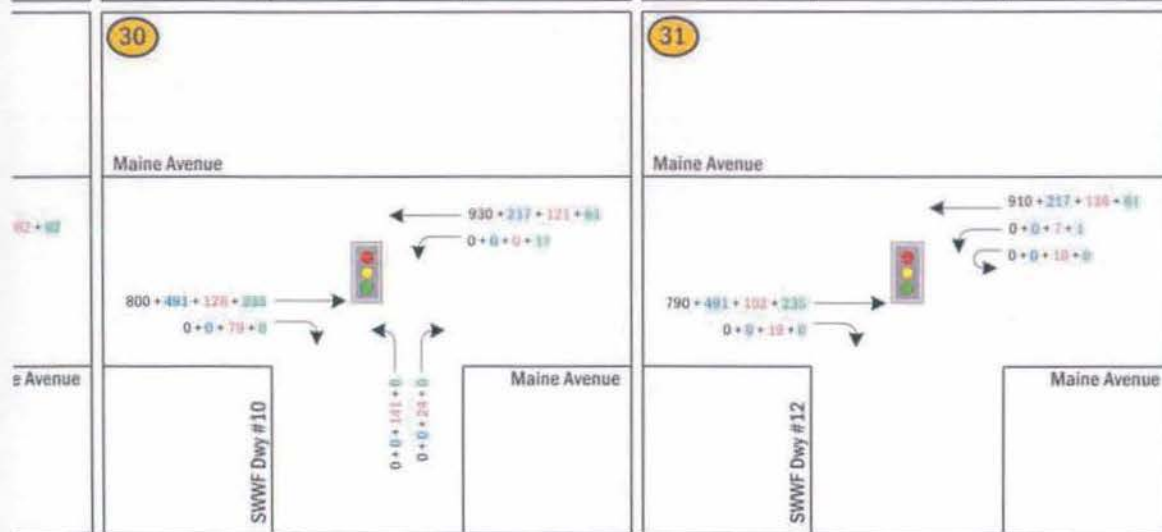 30
Maine Avenue
930 + 217 + 121 + 61
0 + 0 + 0 +
800 + 491 + 128 + 235
0 + 0 + 79 + 0
0 + 0 + 141 + 0
0 + 0 + 24 + 0
SWWF Dwy #10
Maine Avenue
31
Maine Avenue
910 + 217 + 138 + 61
0 + 0 + 7 + 1
0 + 0 + 10 + 0
790 + 491 + 102 + 235
0 + 0 + 19 + 0
SWWF Dwy #12
Maine Avenue
Avenue